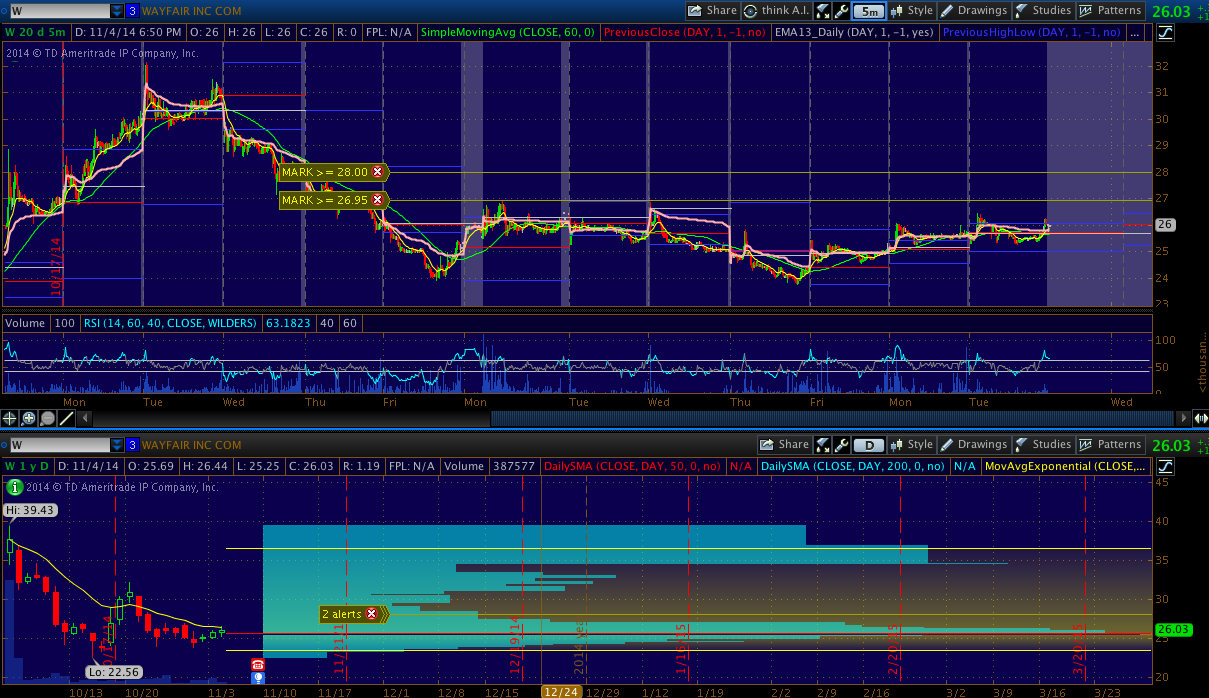 W 3 WAYFAIR INC COM Share think A.I. 5m Style Drawings Studies Patterns 26.03
W 20 d 5m D: 11/4/14 6:50 PM O: 26 H: 26 L: 26 C: 26 R: 0 FPL: N/A SimpleMovingAvg (CLOSE, 60, 0) PreviousClose (DAY, 1, -1, no) EMA13_Daily (DAY, 1, -1, yes) PreviousHighLow (DAY, 1, -1, no) ...
2014 © TD Ameritrade IP Company, Inc.
32
31
30
29
MARK >= 28.00
28
MARK >= 26.95
27
26
25
24
23
10/17/14
Volume 100 RSI (14, 60, 40, CLOSE, WILDERS) 63.1823 40 60
100
50
0
<thousan...
Mon Tue Wed Thu Fri Mon Tue Wed Thu Fri Mon Tue Wed
W 3 WAYFAIR INC COM Share D Style Drawings Studies Patterns 26.03
W 1 y D D: 11/4/14 O: 25.69 H: 26.44 L: 25.25 C: 26.03 R: 1.19 FPL: N/A Volume 387577 DailySMA (CLOSE, DAY, 50, 0, no) N/A DailySMA (CLOSE, DAY, 200, 0, no) N/A MovAvgExponential (CLOSE,...
2014 © TD Ameritrade IP Company, Inc.
45
Hi: 39.43
40
35
30
2 alerts
26.03
25
20
Lo: 22.56
11/21/14
12/19/14
2014 year
1/16/15
2/20/15
3/20/15
10/13 10/20 11/3 11/10 11/17 12/1 12/8 12/15 12/24 12/29 1/12 1/19 2/2 2/9 2/16 3/2 3/9 3/16 3/23